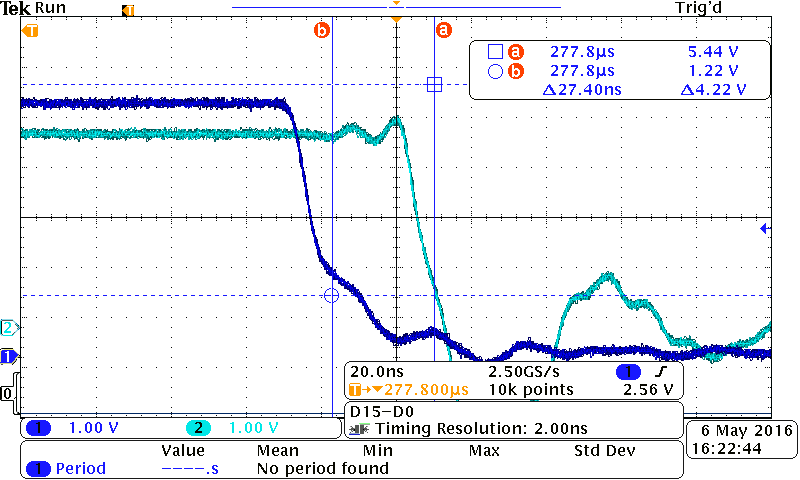 Tek Run Trig'd
T
T
b a
a 277.8µs 5.44 V
b 277.8µs 1.22 V
Δ27.40ns Δ4.22 V
2
1
0
20.0ns 2.50GS/s 1 2.56 V
T→▼277.800µs 10k points
1 1.00 V 2 1.00 V
D15-D0
Timing Resolution: 2.00ns
6 May 2016
16:22:44
Value Mean Min Max Std Dev
1 Period ----.s No period found